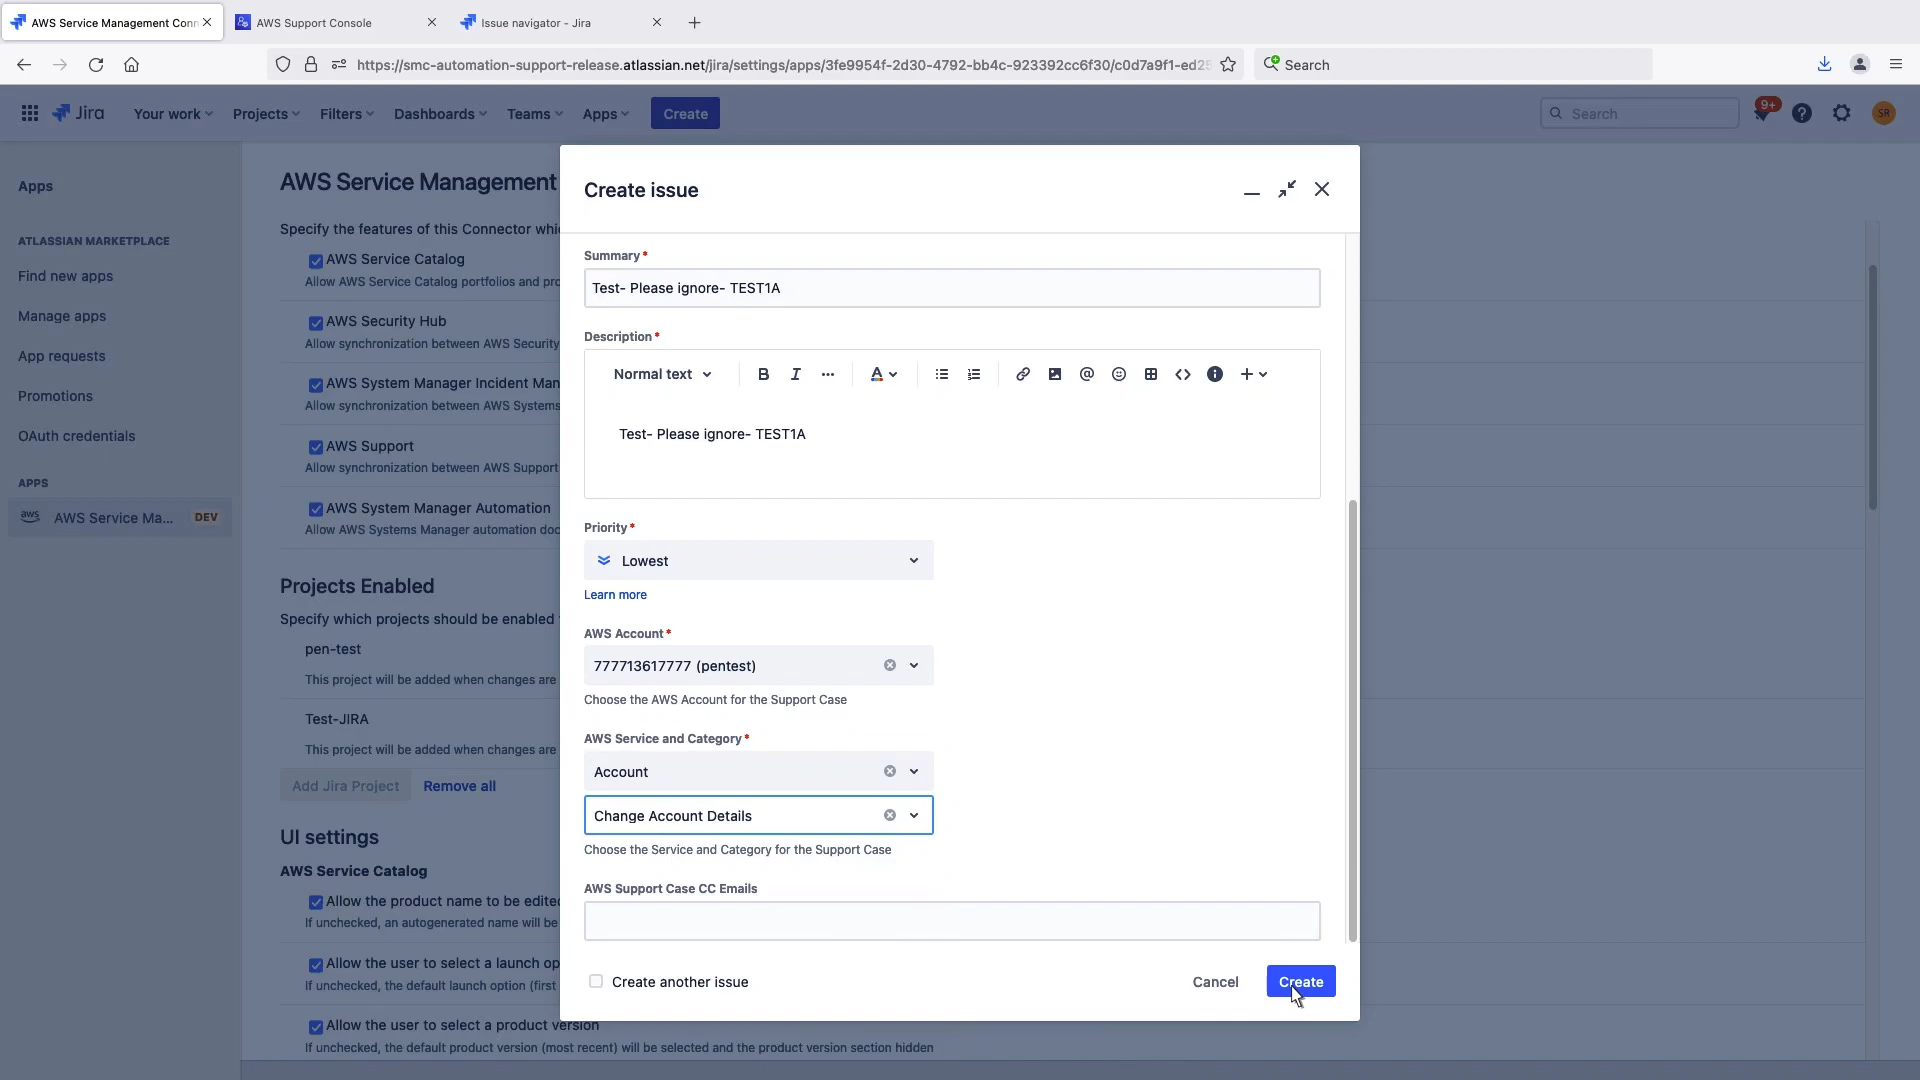 AWS Service Management Conn
AWS Support Console
Issue navigator - Jira
https://smc-automation-support-release.atlassian.net/jira/settings/apps/3fe9954f-2d30-4792-bb4c-923392cc6f30/c0d7a9f1-ed25
Search
Jira
Your work
Projects
Filters
Dashboards
Teams
Apps
Create
Search
9+
SR
Apps
ATLASSIAN MARKETPLACE
Find new apps
Manage apps
App requests
Promotions
OAuth credentials
APPS
aws AWS Service Ma... DEV
AWS Service Management
Specify the features of this Connector whi
AWS Service Catalog
Allow AWS Service Catalog portfolios and pro
AWS Security Hub
Allow synchronization between AWS Security
AWS System Manager Incident Man
Allow synchronization between AWS Systems
AWS Support
Allow synchronization between AWS Support
AWS System Manager Automation
Allow AWS Systems Manager automation doc
Projects Enabled
Specify which projects should be enabled
pen-test
This project will be added when changes are
Test-JIRA
This project will be added when changes are
Add Jira Project
Remove all
UI settings
AWS Service Catalog
Allow the product name to be edite
If unchecked, an autogenerated name will be
Allow the user to select a launch op
If unchecked, the default launch option (first
Allow the user to select a product version
If unchecked, the default product version (most recent) will be selected and the product version section hidden
Create issue
Summary*
Test- Please ignore- TEST1A
Description*
Normal text
B
I
A
Test- Please ignore- TEST1A
Priority*
Lowest
Learn more
AWS Account*
777713617777 (pentest)
Choose the AWS Account for the Support Case
AWS Service and Category*
Account
Change Account Details
Choose the Service and Category for the Support Case
AWS Support Case CC Emails
Create another issue
Cancel
Create